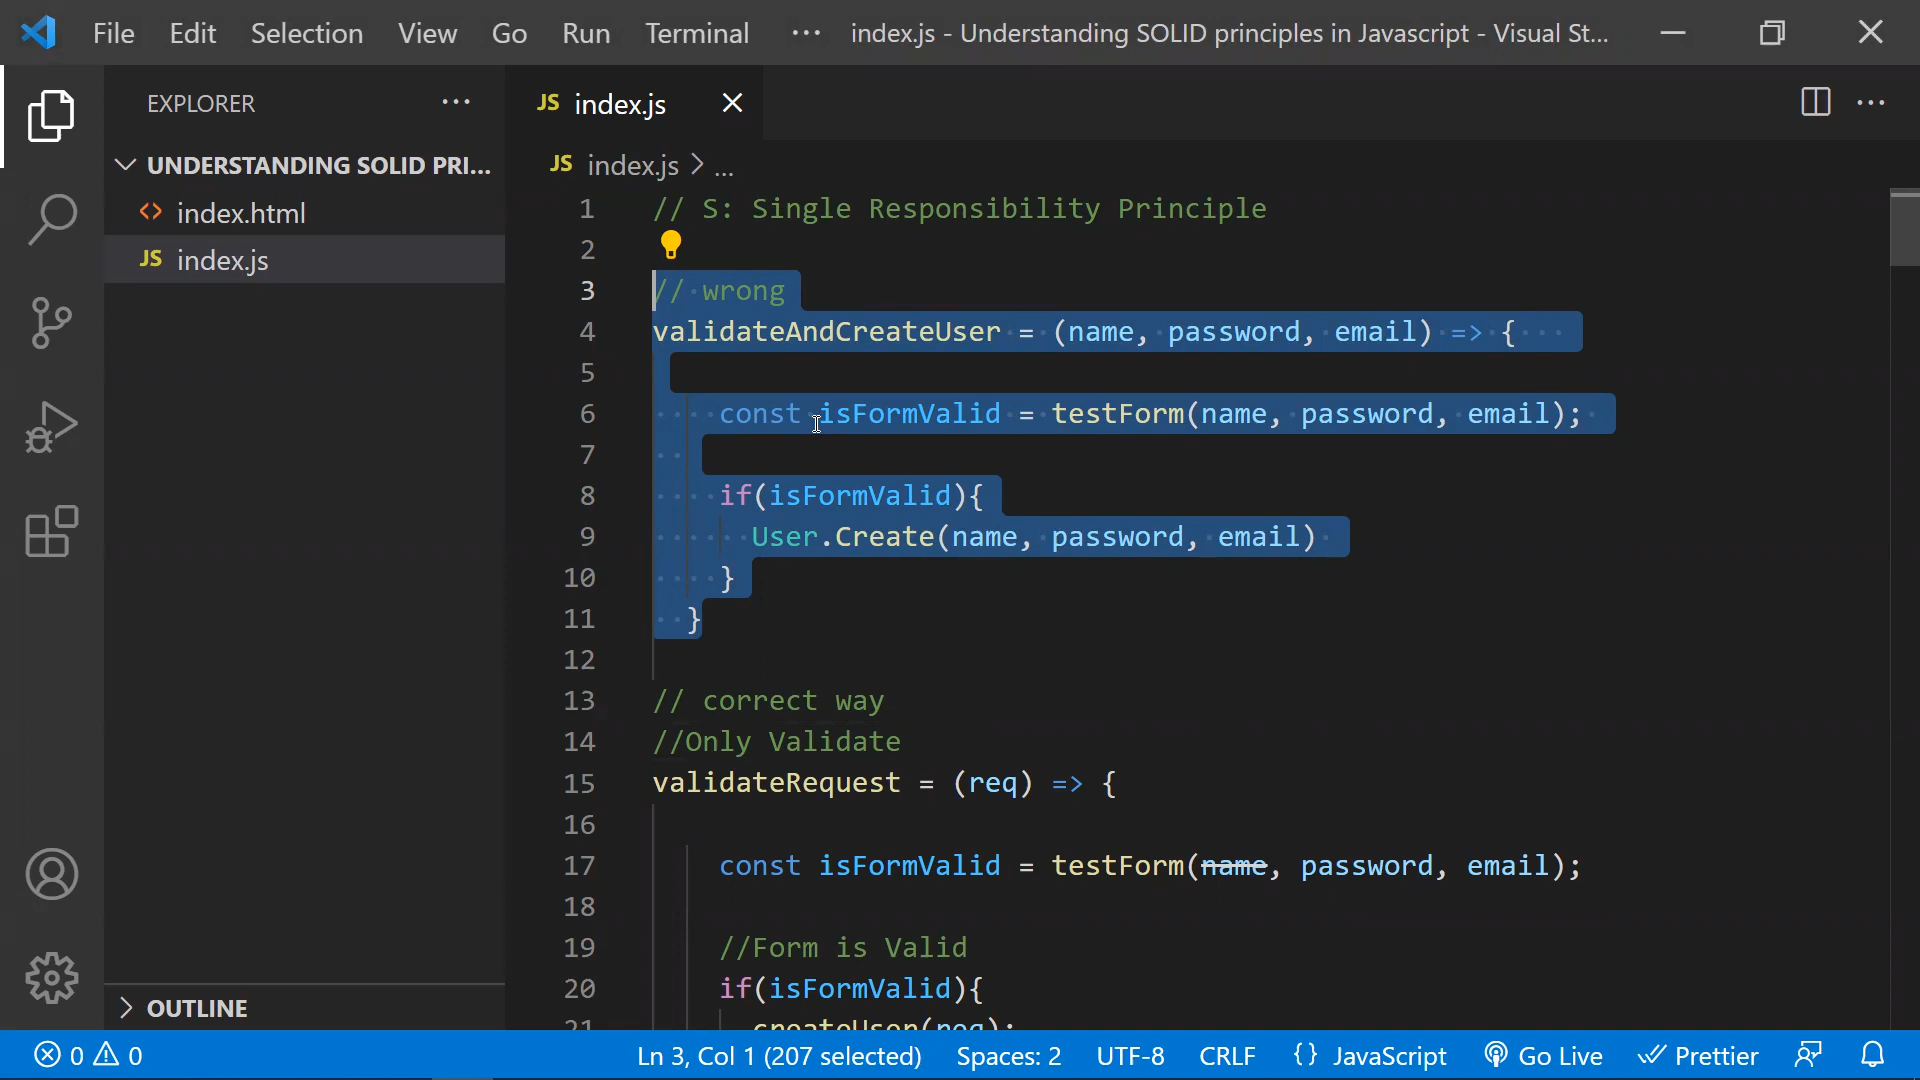 File Edit Selection View Go Run Terminal ··· index.js - Understanding SOLID principles in Javascript - Visual St...
EXPLORER ···
JS index.js ×
UNDERSTANDING SOLID PRI...
<> index.html
JS index.js
JS index.js > ...
1 // S: Single Responsibility Principle
2
3 // wrong
4 validateAndCreateUser = (name, password, email) => {
5
6 const isFormValid = testForm(name, password, email);
7
8 if(isFormValid){
9 User.Create(name, password, email)
10 }
11 }
12
13 // correct way
14 //Only Validate
15 validateRequest = (req) => {
16
17 const isFormValid = testForm(name, password, email);
18
19 //Form is Valid
20 if(isFormValid){
21 createUser(req);
OUTLINE
0 0 Ln 3, Col 1 (207 selected) Spaces: 2 UTF-8 CRLF {} JavaScript Go Live Prettier